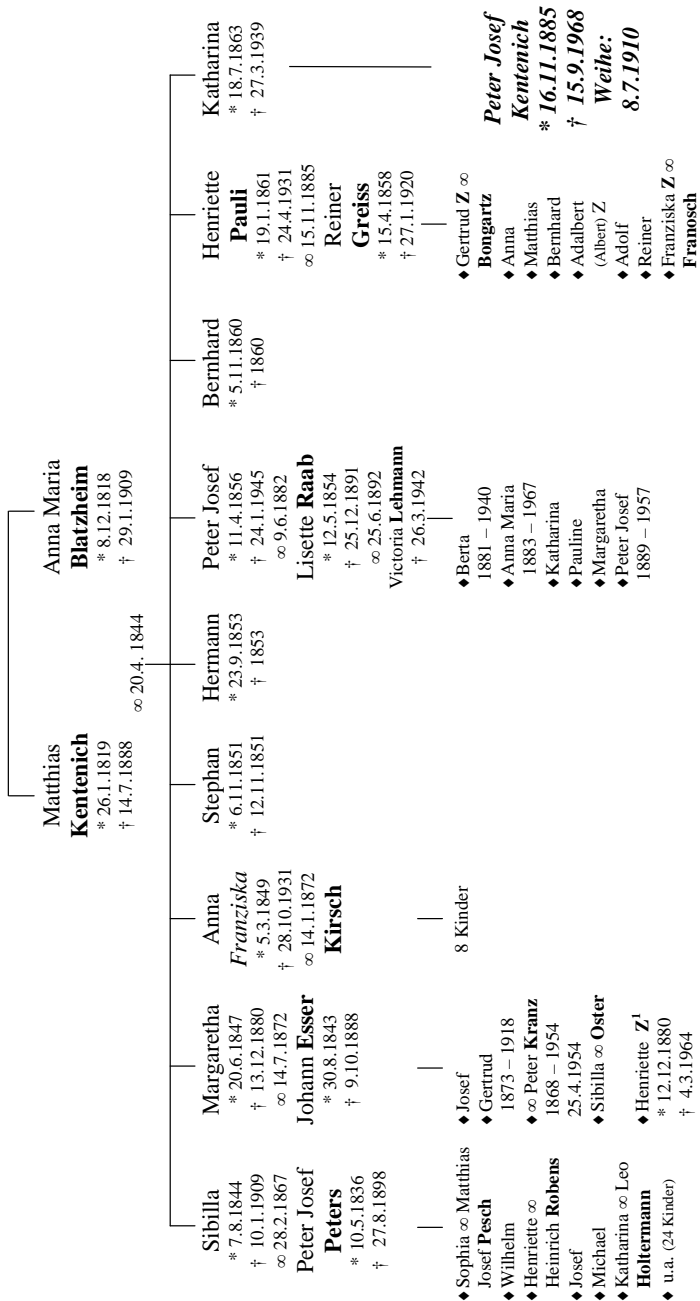 Matthias
Kentenich
* 26.1.1819
† 14.7.1888
Anna Maria
Blatzheim
* 8.12.1818
† 29.1.1909
∞ 20.4. 1844
Sibilla
* 7.8.1844
† 10.1.1909
∞ 28.2.1867
Peter Josef
Peters
* 10.5.1836
† 27.8.1898
♦ Sophia ∞ Matthias
Josef Pesch
♦ Wilhelm
♦ Henriette ∞
Heinrich Robens
♦ Josef
♦ Michael
♦ Katharina ∞ Leo
Holtermann
♦ u.a. (24 Kinder)
Margaretha
* 20.6.1847
† 13.12.1880
∞ 14.7.1872
Johann Esser
* 30.8.1843
† 9.10.1888
♦ Josef
♦ Gertrud
1873 – 1918
♦ ∞ Peter Kranz
1868 – 1954
25.4.1954
♦ Sibilla ∞ Oster
♦ Henriette Z¹
* 12.12.1880
† 4.3.1964
Anna
Franziska
* 5.3.1849
† 28.10.1931
∞ 14.1.1872
Kirsch
8 Kinder
Stephan
* 6.11.1851
† 12.11.1851
Hermann
* 23.9.1853
† 1853
Peter Josef
* 11.4.1856
† 24.1.1945
∞ 9.6.1882
Lisette Raab
* 12.5.1854
† 25.12.1891
∞ 25.6.1892
Victoria Lehmann
† 26.3.1942
♦ Berta
1881 – 1940
♦ Anna Maria
1883 – 1967
♦ Katharina
♦ Pauline
♦ Margaretha
♦ Peter Josef
1889 – 1957
Bernhard
* 5.11.1860
† 1860
Henriette
Pauli
* 19.1.1861
† 24.4.1931
∞ 15.11.1885
Reiner
Greiss
* 15.4.1858
† 27.1.1920
♦ Gertrud Z ∞
Bongartz
♦ Anna
♦ Matthias
♦ Bernhard
♦ Adalbert
(Albert) Z
♦ Adolf
♦ Reiner
♦ Franziska Z ∞
Franosch
Katharina
* 18.7.1863
† 27.3.1939
Peter Josef
Kentenich
* 16.11.1885
† 15.9.1968
Weihe:
8.7.1910